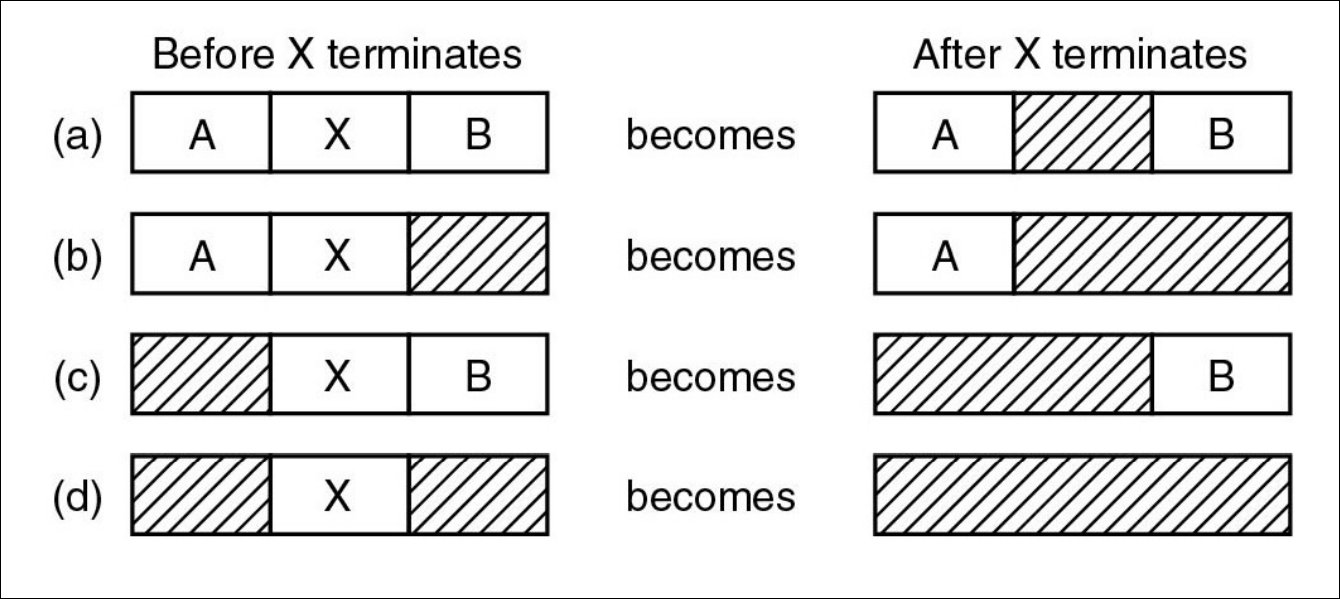 Before X terminates After X terminates
(a) A X B becomes A B
(b) A X becomes A
(c) X B becomes B
(d) X becomes